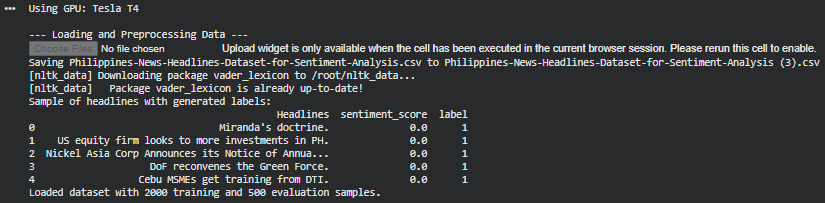 ••• Using GPU: Tesla T4
--- Loading and Preprocessing Data ---
Choose Files No file chosen Upload widget is only available when the cell has been executed in the current browser session. Please rerun this cell to enable.
Saving Philippines-News-Headlines-Dataset-for-Sentiment-Analysis.csv to Philippines-News-Headlines-Dataset-for-Sentiment-Analysis (3).csv
[nltk_data] Downloading package vader_lexicon to /root/nltk_data...
[nltk_data]   Package vader_lexicon is already up-to-date!
Sample of headlines with generated labels:
Headlines sentiment_score label
0 Miranda's doctrine. 0.0 1
1 US equity firm looks to more investments in PH. 0.0 1
2 Nickel Asia Corp Announces its Notice of Annua... 0.0 1
3 DoF reconvenes the Green Force. 0.0 1
4 Cebu MSMEs get training from DTI. 0.0 1
Loaded dataset with 2000 training and 500 evaluation samples.